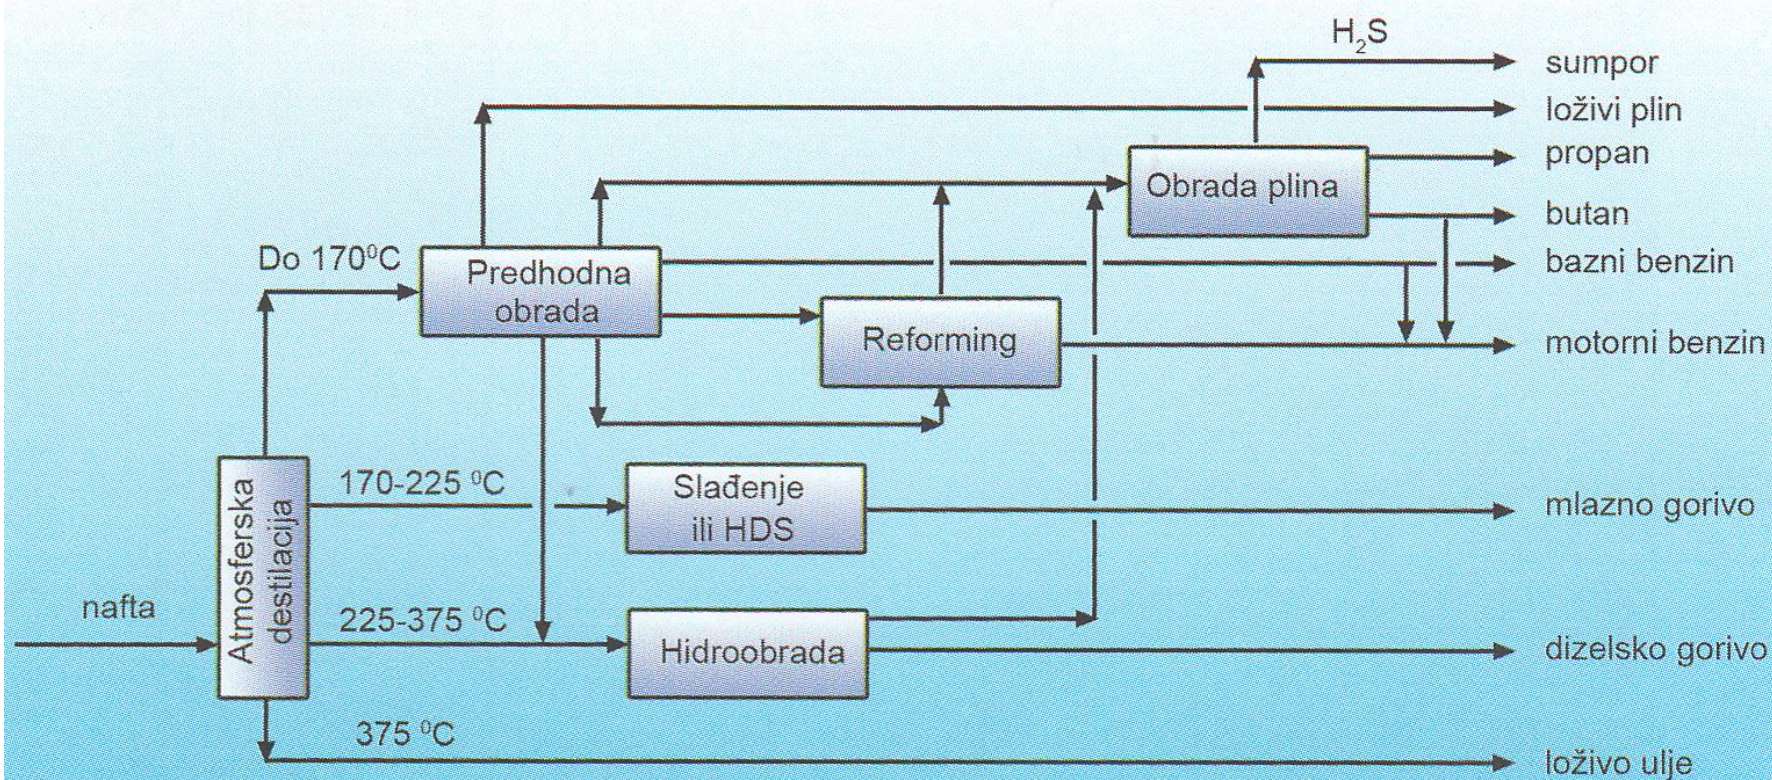 H₂S
sumpor
loživi plin
propan
Obrada plina
butan
Do 170⁰C
Predhodna
obrada
bazni benzin
Reforming
motorni benzin
170-225 ⁰C
Slađenje
ili HDS
mlazno gorivo
Atmosferska
destilacija
nafta
225-375 ⁰C
Hidroobrada
dizelsko gorivo
375 ⁰C
loživo ulje